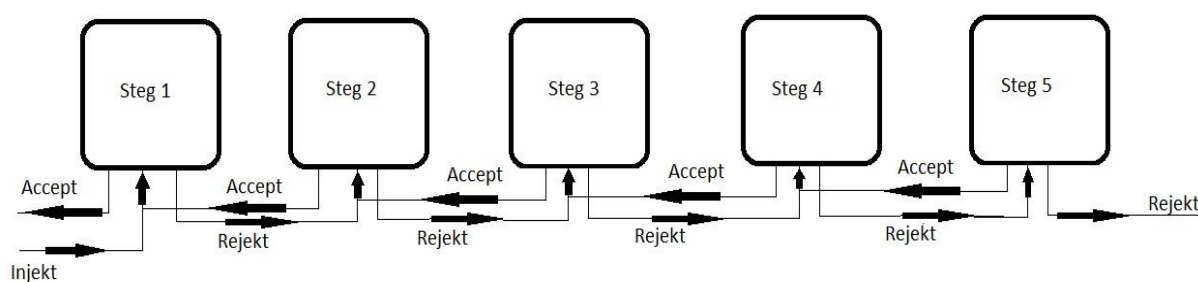 Steg 1
Steg 2
Steg 3
Steg 4
Steg 5
Accept
Accept
Accept
Accept
Accept
Rejekt
Rejekt
Rejekt
Rejekt
Rejekt
Injekt